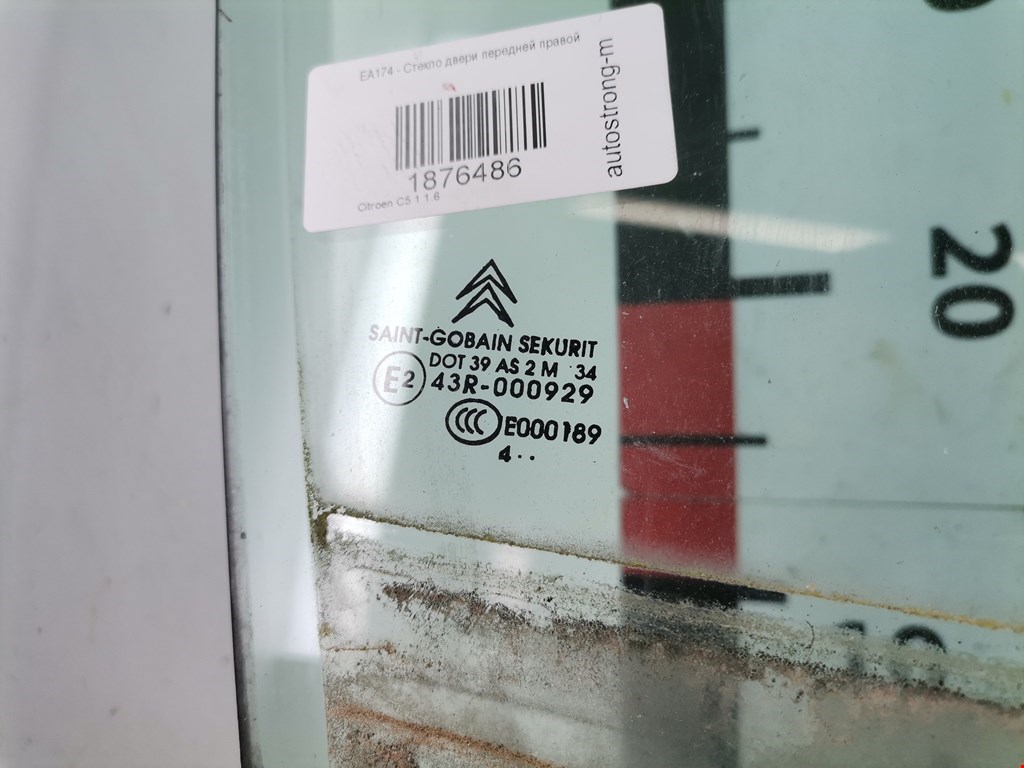 EA174 - Стекло двери передней правой
1876486
Citroen C5 1 1.6
autostrong-m
SAINT-GOBAIN SEKURIT
DOT 39 AS 2 M 34
E2 43R-000929
CCC E000189
4··
20